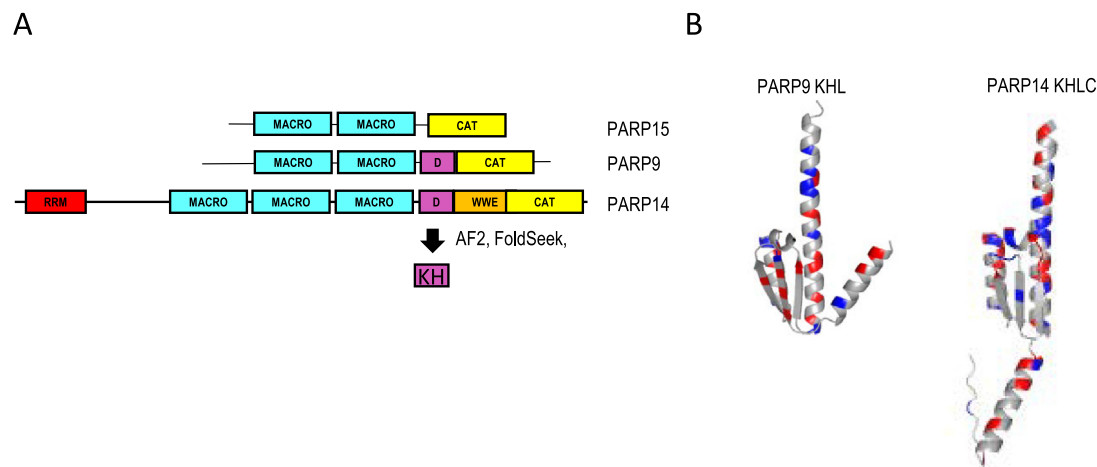 A
B
PARP9 KHL
PARP14 KHLC
MACRO MACRO CAT PARP15
MACRO MACRO D CAT PARP9
RRM MACRO MACRO MACRO D WWE CAT PARP14
AF2, FoldSeek,
KH